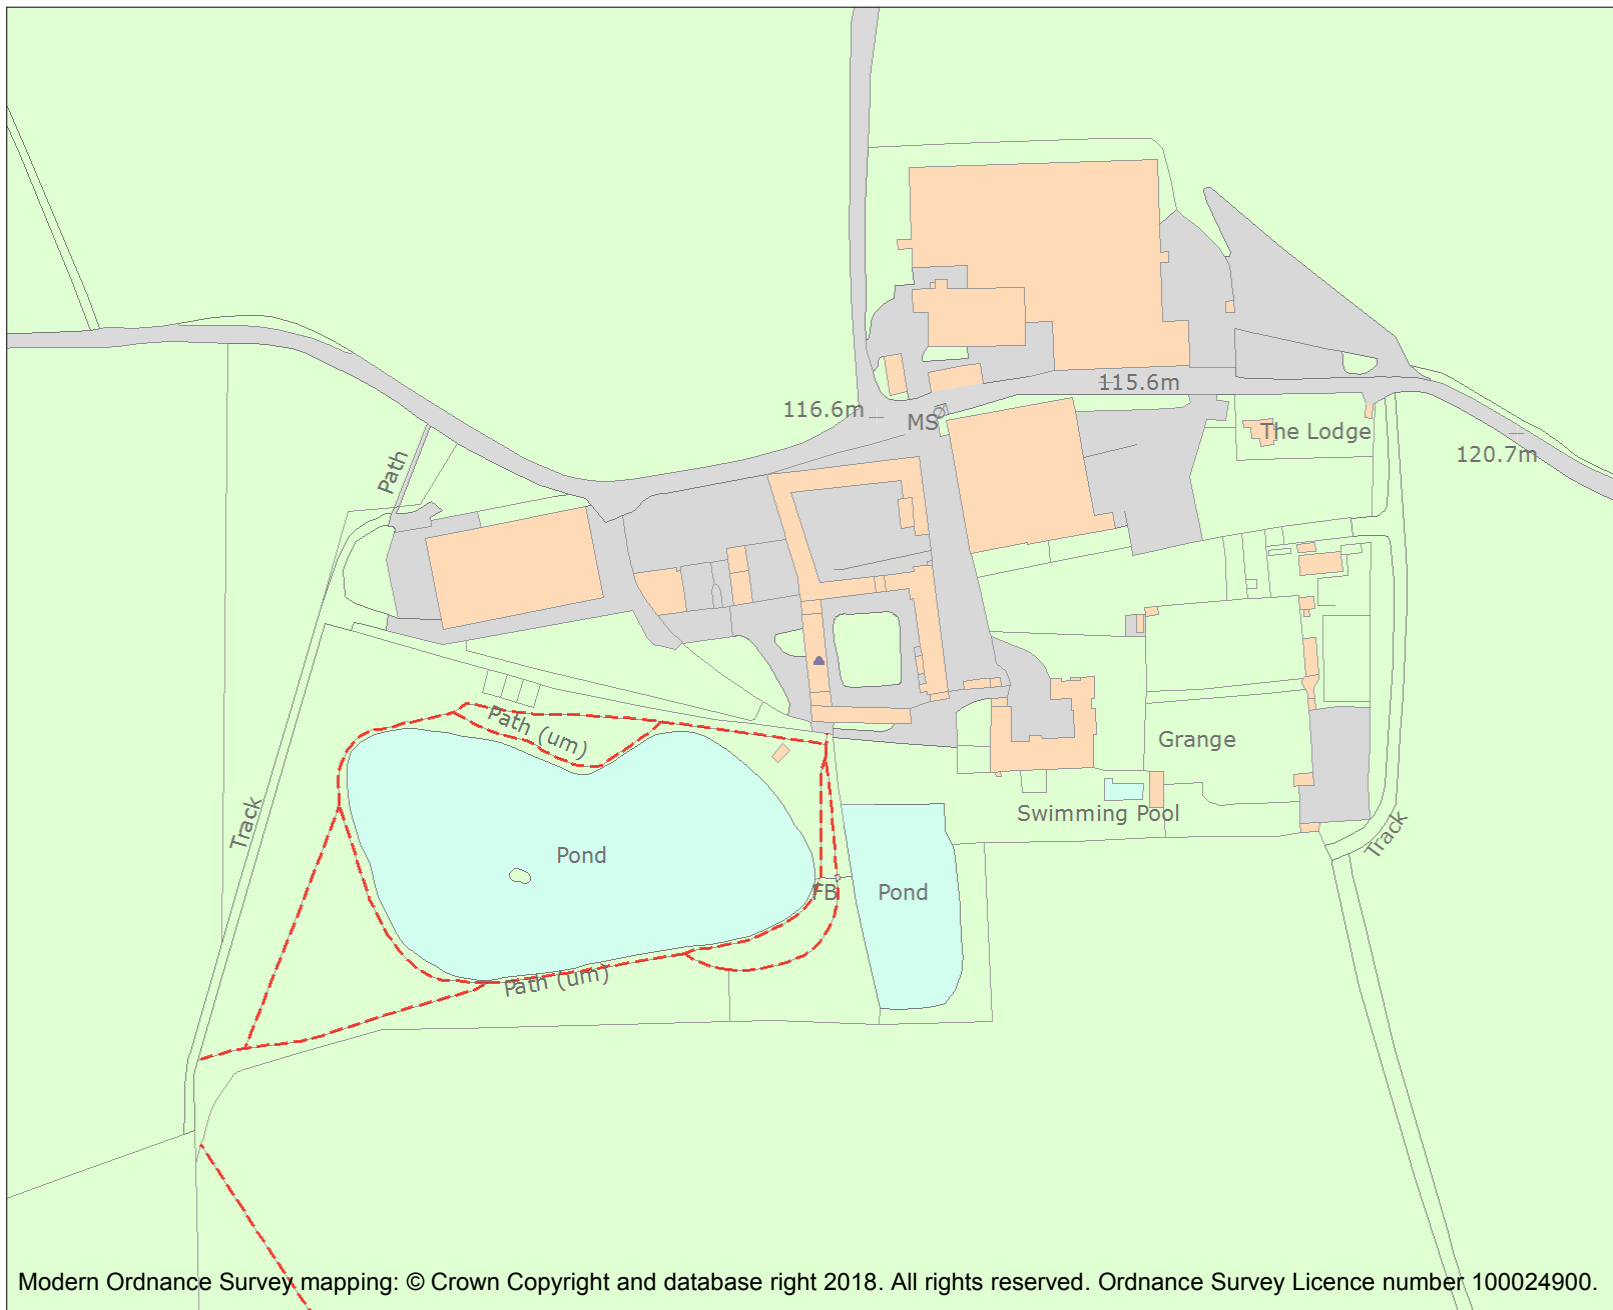 115.6m
116.6m
MS
The Lodge
120.7m
Path
Path (um)
Grange
Track
Swimming Pool
Track
Pond
FB
Pond
Path (um)
Modern Ordnance Survey mapping: © Crown Copyright and database right 2018. All rights reserved. Ordnance Survey Licence number 100024900.